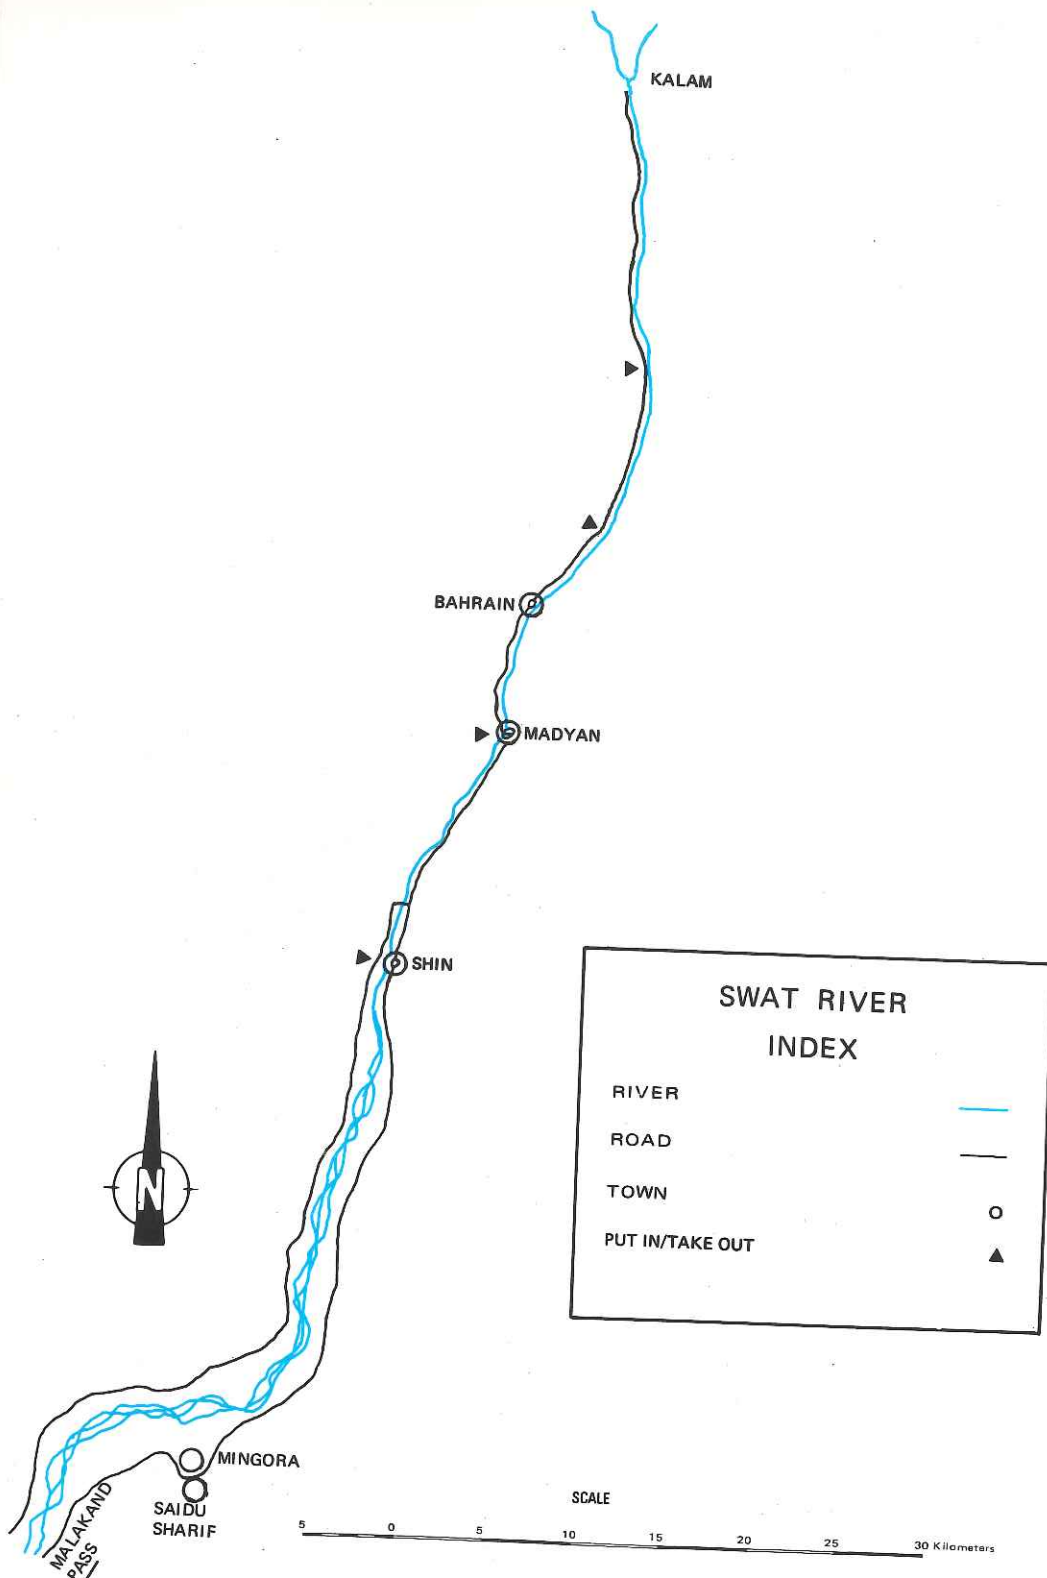 KALAM
BAHRAIN
MADYAN
SHIN
SWAT RIVER
INDEX
RIVER
ROAD
TOWN
PUT IN/TAKE OUT
N
MINGORA
SAIDU
SHARIF
MALAKAND
PASS
SCALE
5 0 5 10 15 20 25 30 Kilometers